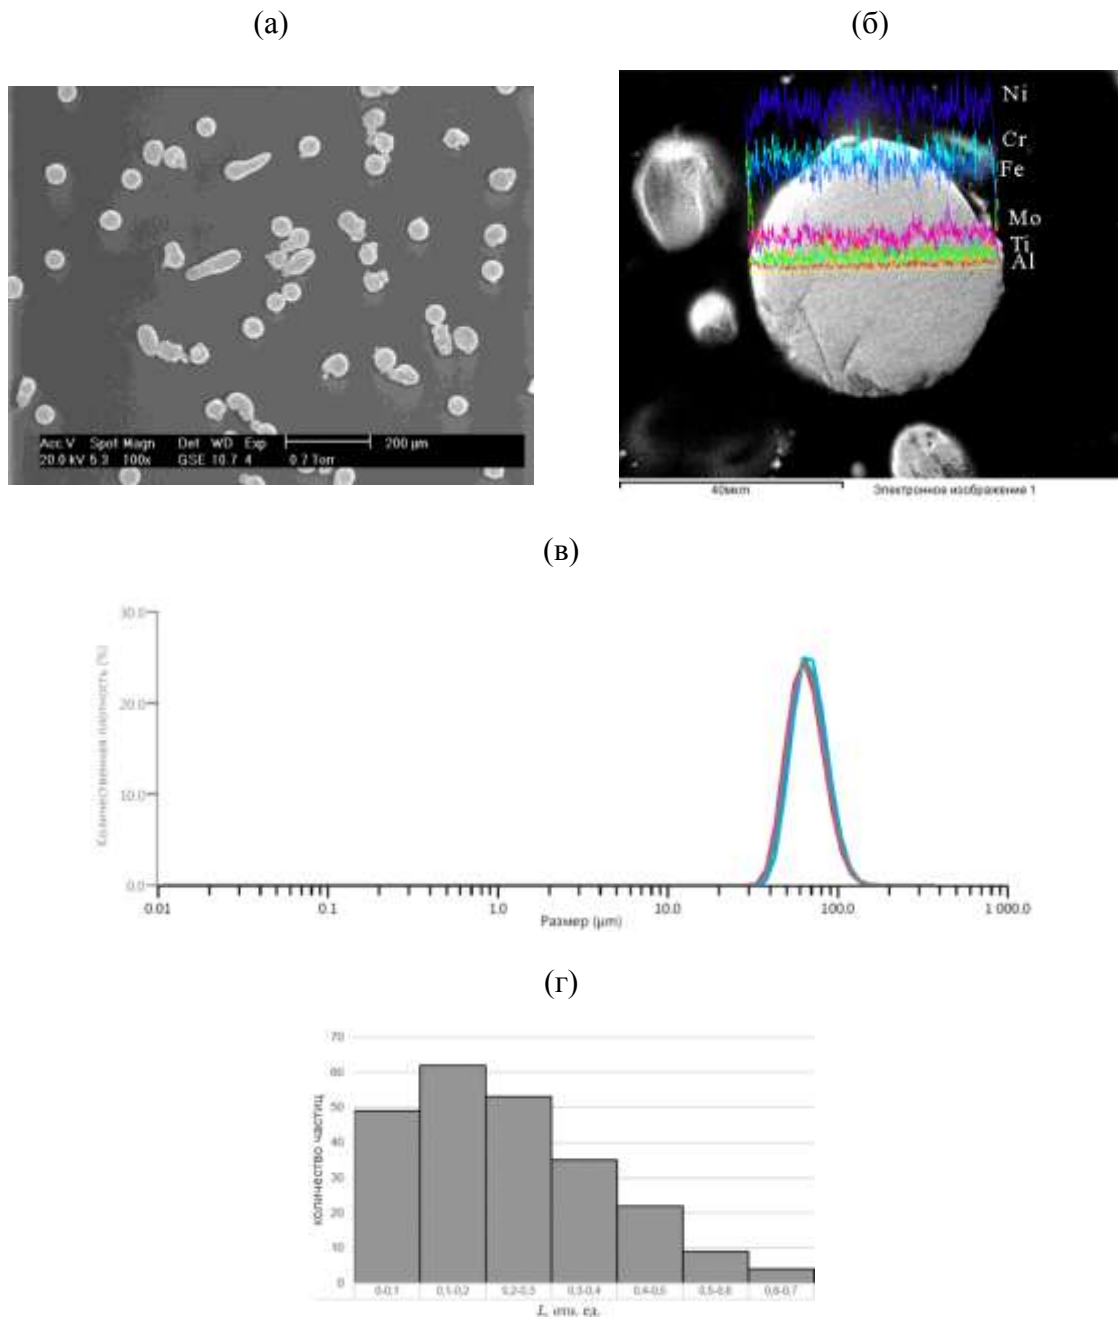 (а)
(б)
Ni
Cr
Fe
Mo
Ti
Al
Acc.V Spot Magn Det WD Exp 200 µm
20.0 kV 5.3 100x GSE 10.7 4 0.7 Torr
40мкm Электронное изображение 1
(в)
Количественная плотность (%)
30.0
20.0
10.0
0.0
0.01 0.1 1.0 10.0 100.0 1 000.0
Размер (µm)
(г)
количество частиц
70
60
50
40
30
20
10
0
0-0,1 0,1-0,2 0,2-0,3 0,3-0,4 0,4-0,5 0,5-0,6 0,6-0,7
L, отн. ед.